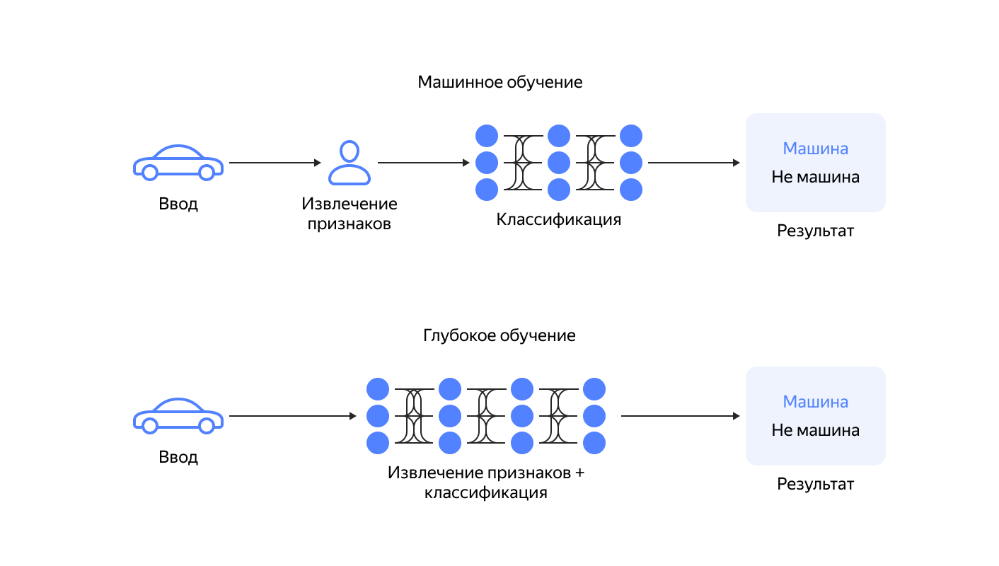 Машинное обучение
Ввод
Извлечение
признаков
Классификация
Машина
Не машина
Результат
Глубокое обучение
Ввод
Извлечение признаков +
классификация
Машина
Не машина
Результат